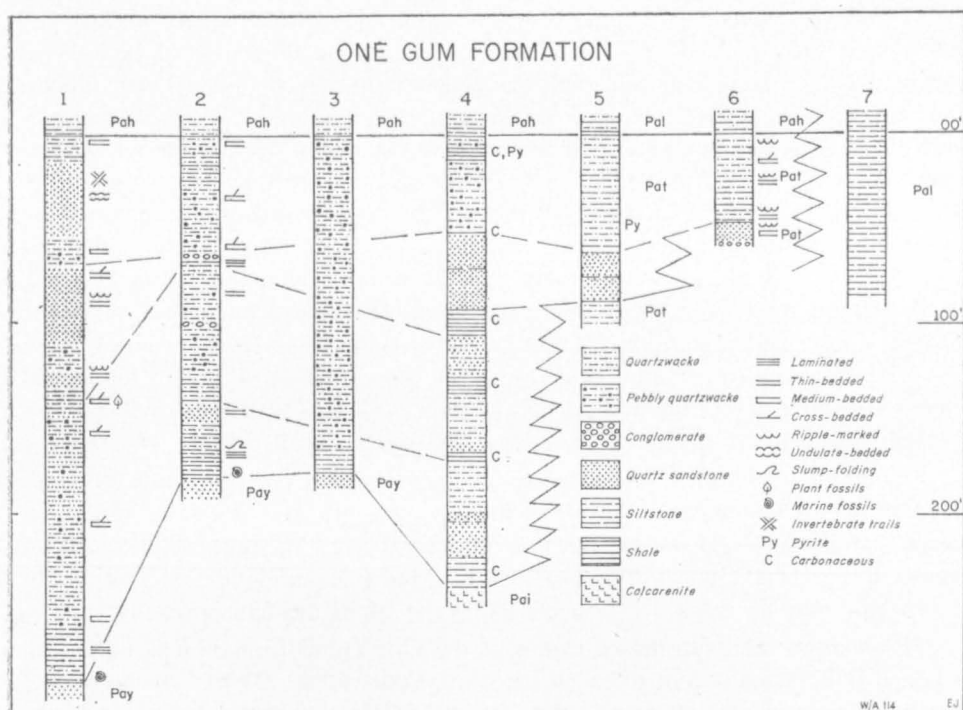 ONE GUM FORMATION
1 2 3 4 5 6 7
Pah Pah Pah Pal Pah 00'
C, Py
Pat
Pat Pal
C Py
Pat
C Pat 100'
Quartzwacke Laminated
Thin-bedded
C Pebbly quartzwacke Medium-bedded
Cross-bedded
Conglomerate Ripple-marked
Undulate-bedded
C Quartz sandstone Slump-folding
Plant fossils
Pay Pay Marine fossils
Siltstone Invertebrate trails
200'
Py Pyrite
Shale C Carbonaceous
C
Calcarenite
Pai
Pay
W/A 114 EJ